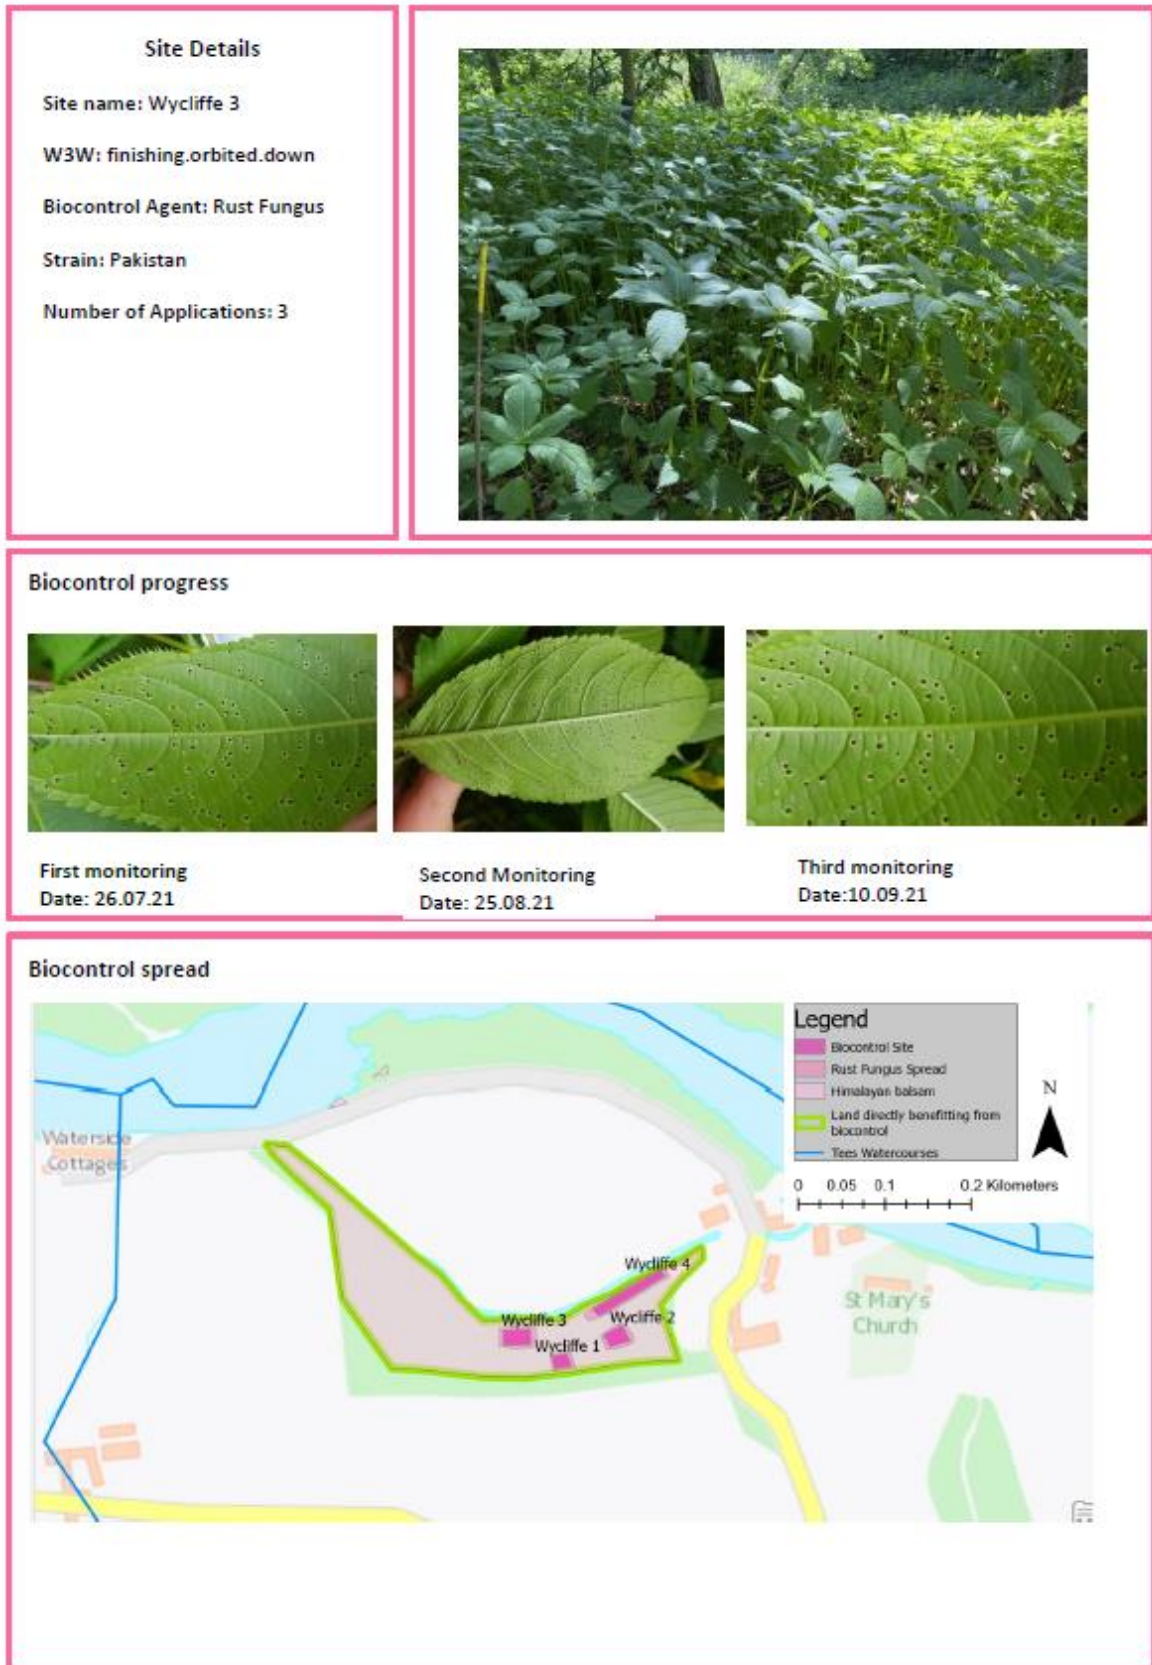 Site Details
Site name: Wycliffe 3
W3W: finishing.orbited.down
Biocontrol Agent: Rust Fungus
Strain: Pakistan
Number of Applications: 3
Biocontrol progress
First monitoring
Date: 26.07.21
Second Monitoring
Date: 25.08.21
Third monitoring
Date:10.09.21
Biocontrol spread
Legend
Biocontrol Site
Rust Fungus Spread
Himalayan balsam
Land directly benefitting from
biocontrol
Tees Watercourses
N
0 0.05 0.1 0.2 Kilometers
Waterside
Cottages
Wycliffe 4
Wycliffe 3
Wycliffe 2
Wycliffe 1
St Mary's
Church